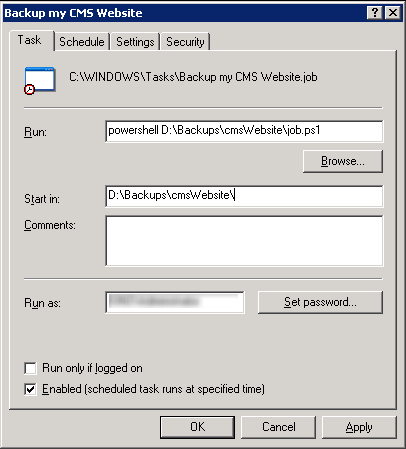 Backup my CMS Website
Task Schedule Settings Security
C:\WINDOWS\Tasks\Backup my CMS Website.job
Run: powershell D:\Backups\cmsWebsite\job.ps1
Browse...
Start in: D:\Backups\cmsWebsite\
Comments:
Run as: Set password...
Run only if logged on
Enabled (scheduled task runs at specified time)
OK Cancel Apply